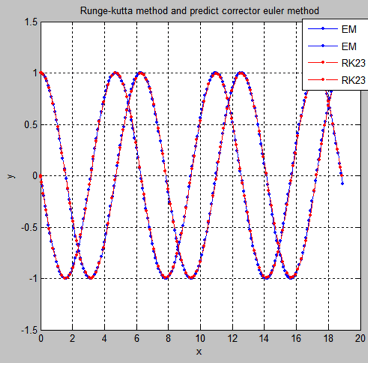 Runge-kutta method and predict corrector euler method
EM
EM
RK23
RK23
1.5
1
0.5
0
-0.5
-1
-1.5
y
0 2 4 6 8 10 12 14 16 18 20
x